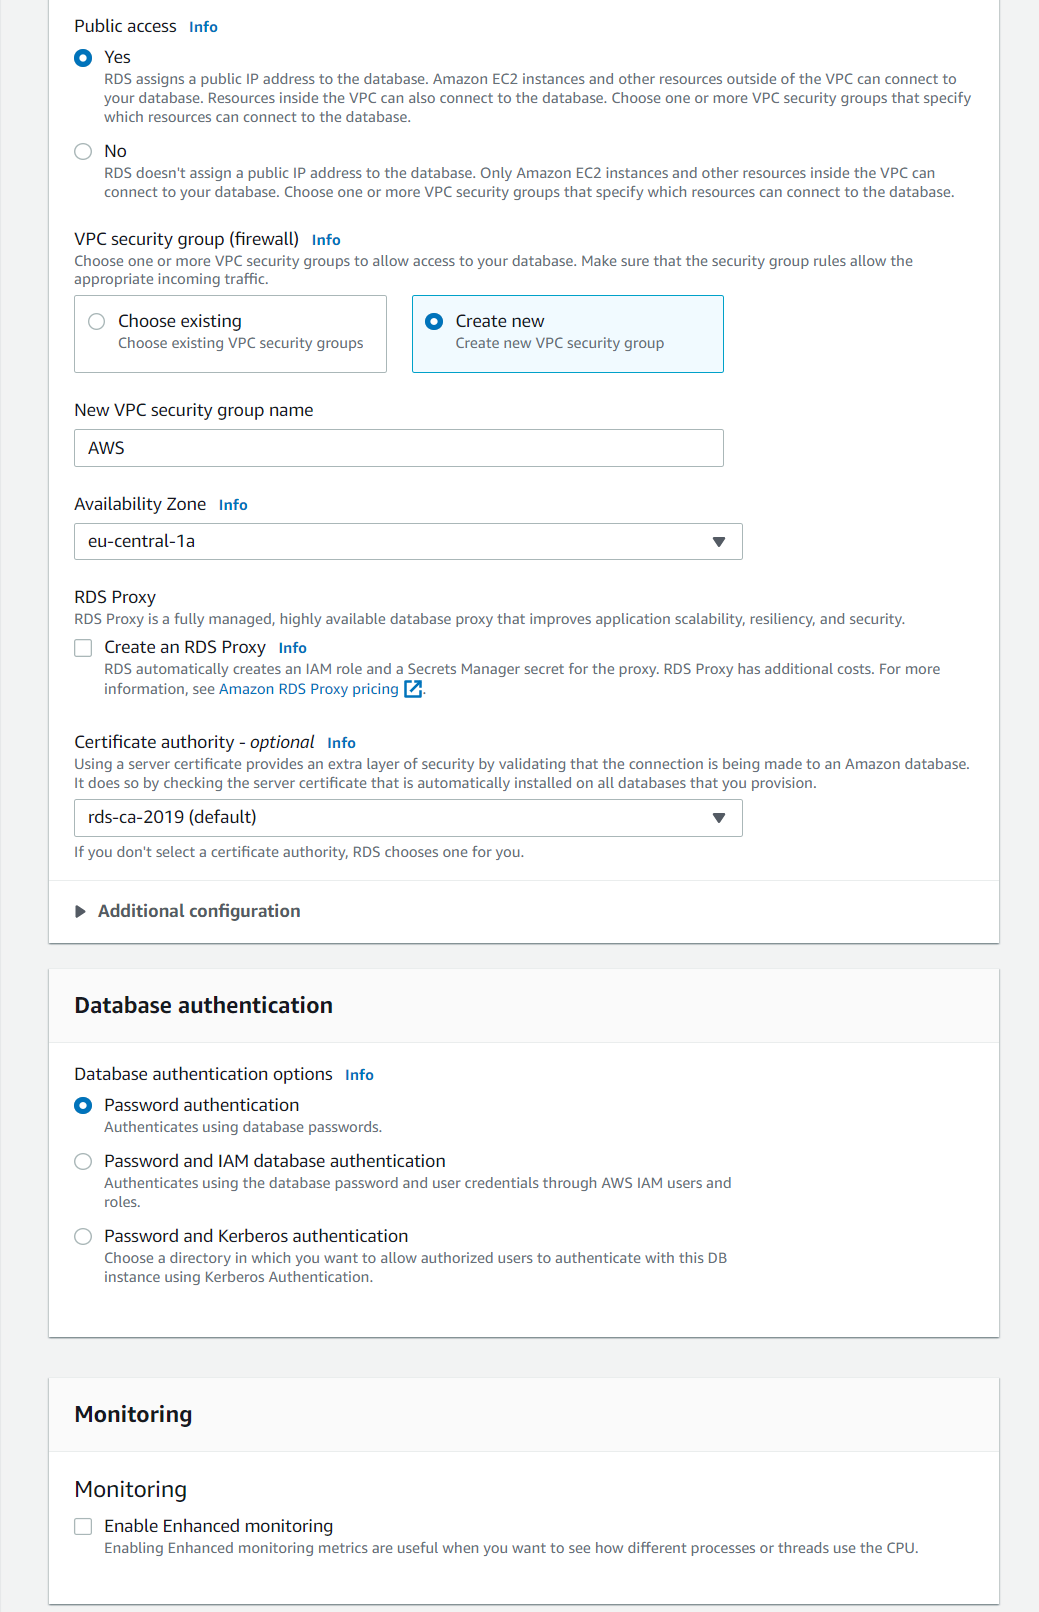 Public access Info
Yes
RDS assigns a public IP address to the database. Amazon EC2 instances and other resources outside of the VPC can connect to
your database. Resources inside the VPC can also connect to the database. Choose one or more VPC security groups that specify
which resources can connect to the database.
No
RDS doesn't assign a public IP address to the database. Only Amazon EC2 instances and other resources inside the VPC can
connect to your database. Choose one or more VPC security groups that specify which resources can connect to the database.
VPC security group (firewall) Info
Choose one or more VPC security groups to allow access to your database. Make sure that the security group rules allow the
appropriate incoming traffic.
Choose existing
Choose existing VPC security groups
Create new
Create new VPC security group
New VPC security group name
AWS
Availability Zone Info
eu-central-1a
RDS Proxy
RDS Proxy is a fully managed, highly available database proxy that improves application scalability, resiliency, and security.
Create an RDS Proxy Info
RDS automatically creates an IAM role and a Secrets Manager secret for the proxy. RDS Proxy has additional costs. For more
information, see Amazon RDS Proxy pricing.
Certificate authority - optional Info
Using a server certificate provides an extra layer of security by validating that the connection is being made to an Amazon database.
It does so by checking the server certificate that is automatically installed on all databases that you provision.
rds-ca-2019 (default)
If you don't select a certificate authority, RDS chooses one for you.
Additional configuration
Database authentication
Database authentication options Info
Password authentication
Authenticates using database passwords.
Password and IAM database authentication
Authenticates using the database password and user credentials through AWS IAM users and
roles.
Password and Kerberos authentication
Choose a directory in which you want to allow authorized users to authenticate with this DB
instance using Kerberos Authentication.
Monitoring
Monitoring
Enable Enhanced monitoring
Enabling Enhanced monitoring metrics are useful when you want to see how different processes or threads use the CPU.